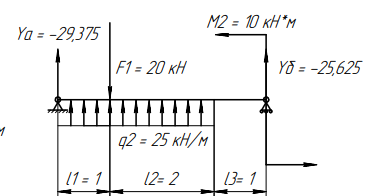 M2 = 10 кН*м
Yа = –29,375
F1 = 20 кН
Yб = –25,625
м
q2 = 25 кН/м
l1 = 1
l2= 2
l3= 1